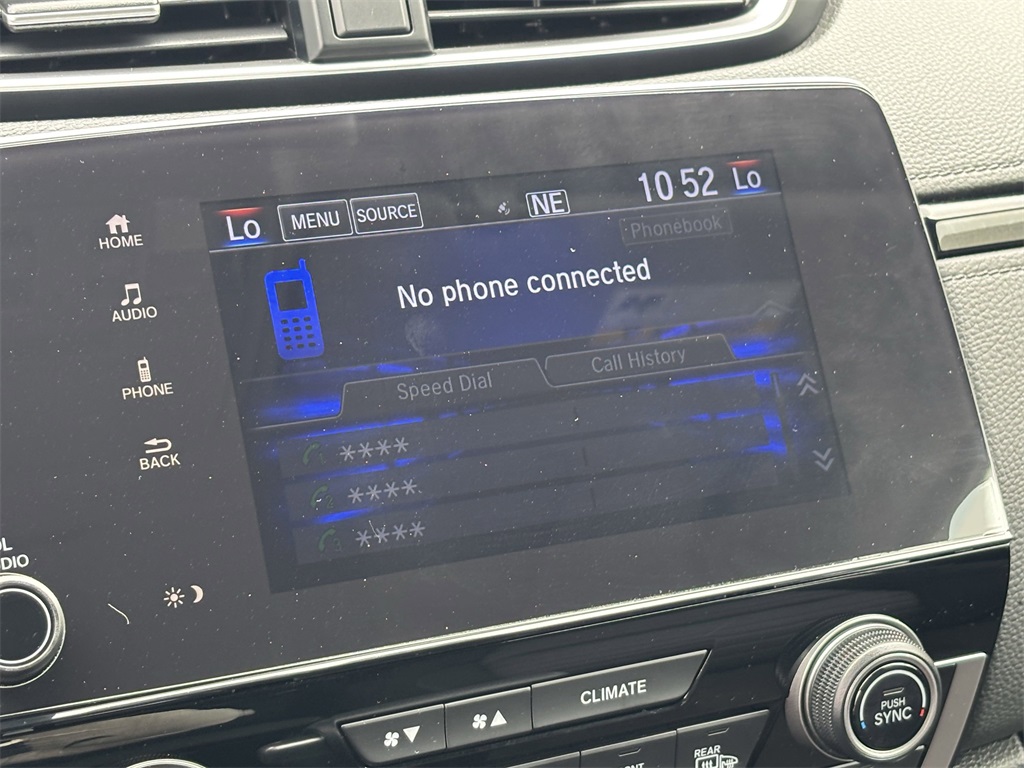 HOME
AUDIO
PHONE
BACK
Lo
MENU
SOURCE
NE
10:52
Lo
Phonebook
No phone connected
Speed Dial
Call History
****
****
****
CLIMATE
PUSH
SYNC
REAR